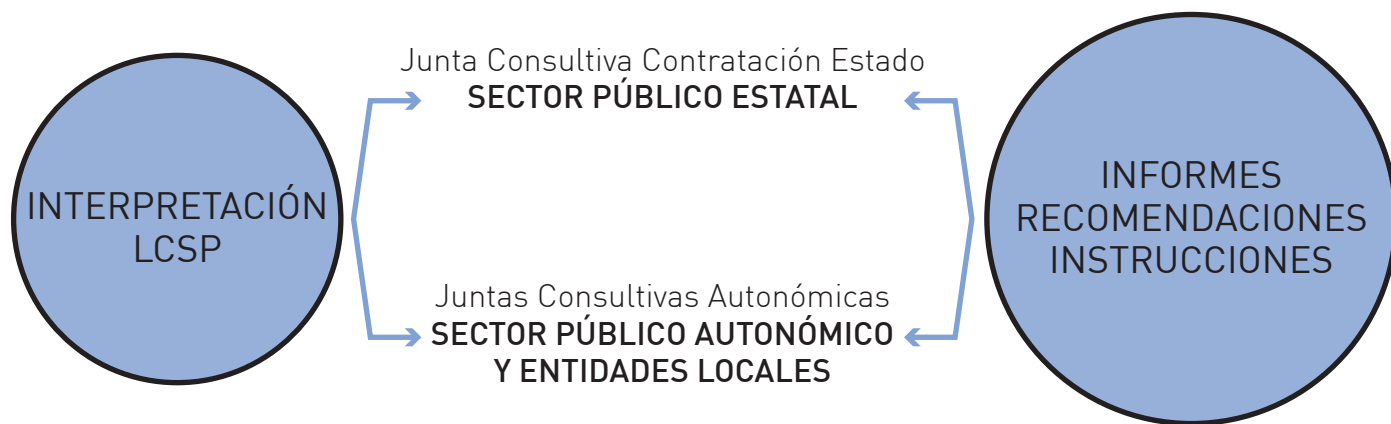 INTERPRETACIÓN
LCSP
Junta Consultiva Contratación Estado
SECTOR PÚBLICO ESTATAL
Juntas Consultivas Autonómicas
SECTOR PÚBLICO AUTONÓMICO
Y ENTIDADES LOCALES
INFORMES
RECOMENDACIONES
INSTRUCCIONES